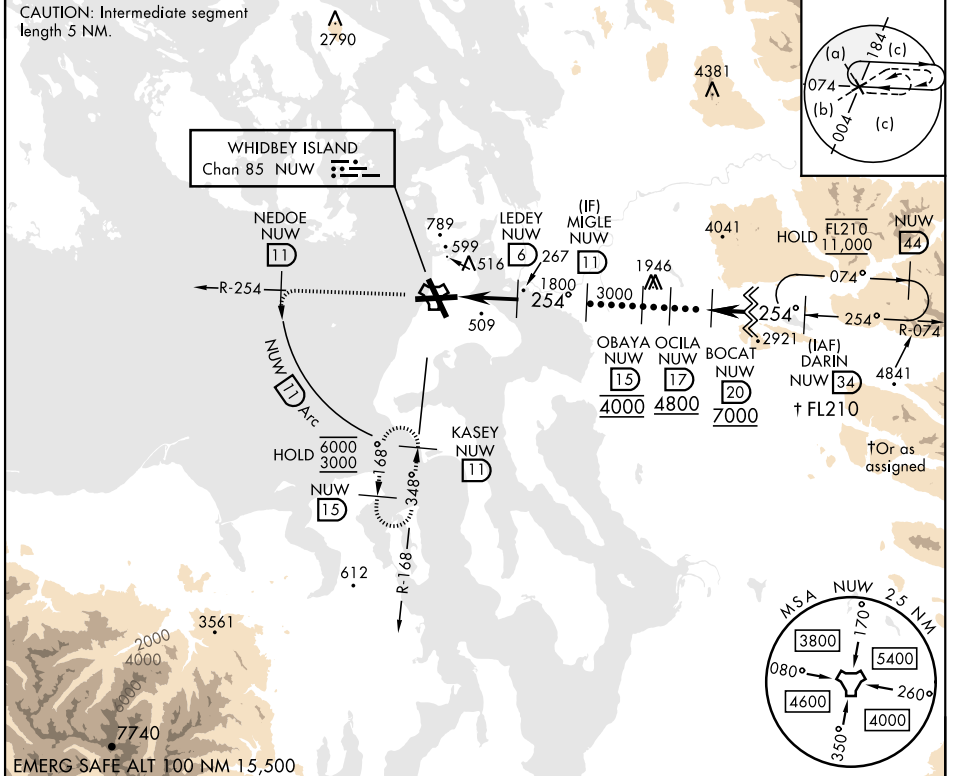 CAUTION: Intermediate segment
length 5 NM.
2790
4381
(a)
184
(c)
074
(b)
004
(c)
WHIDBEY ISLAND
Chan 85 NUW
NEDOE
NUW
11
789
599
516
LEDEY
NUW
6
267
(IF)
MIGLE
NUW
11
4041
HOLD FL210
11,000
NUW
44
R-254
1800
254°
3000
1946
074°
254°
254°
R-074
509
OBAYA
NUW
15
4000
OCILA
NUW
17
4800
BOCAT
NUW
20
7000
2921
(IAF)
DARIN
NUW 34
† FL210
4841
†Or as
assigned
NUW 11 Arc
HOLD 6000
3000
168°
348°
KASEY
NUW
11
NUW
15
R-168
612
3561
2000
4000
6000
7740
EMERG SAFE ALT 100 NM 15,500
MSA NUW 25 NM
170°
3800
5400
080°
260°
4600
4000
350°